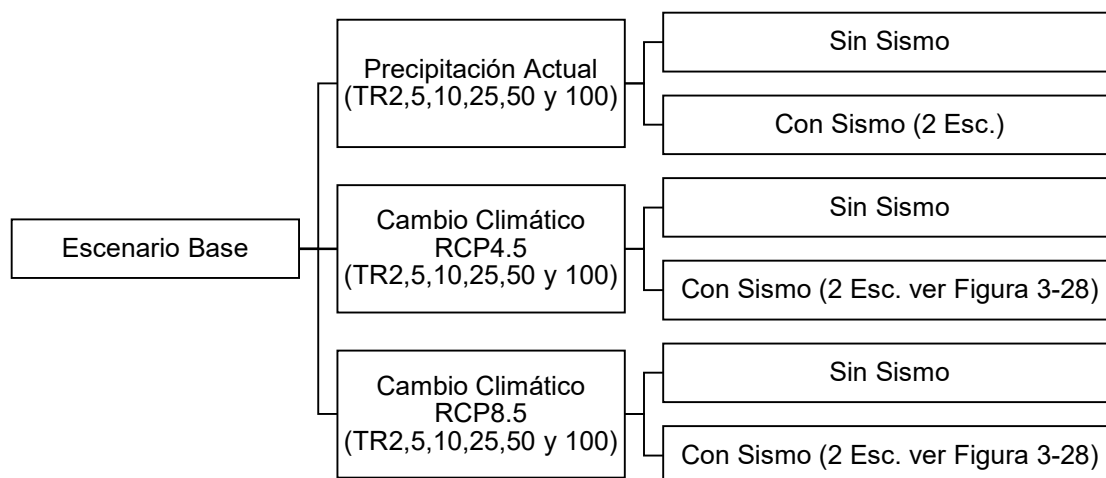 Escenario Base
Precipitación Actual
(TR2,5,10,25,50 y 100)
Sin Sismo
Con Sismo (2 Esc.)
Cambio Climático
RCP4.5
(TR2,5,10,25,50 y 100)
Sin Sismo
Con Sismo (2 Esc. ver Figura 3-28)
Cambio Climático
RCP8.5
(TR2,5,10,25,50 y 100)
Sin Sismo
Con Sismo (2 Esc. ver Figura 3-28)